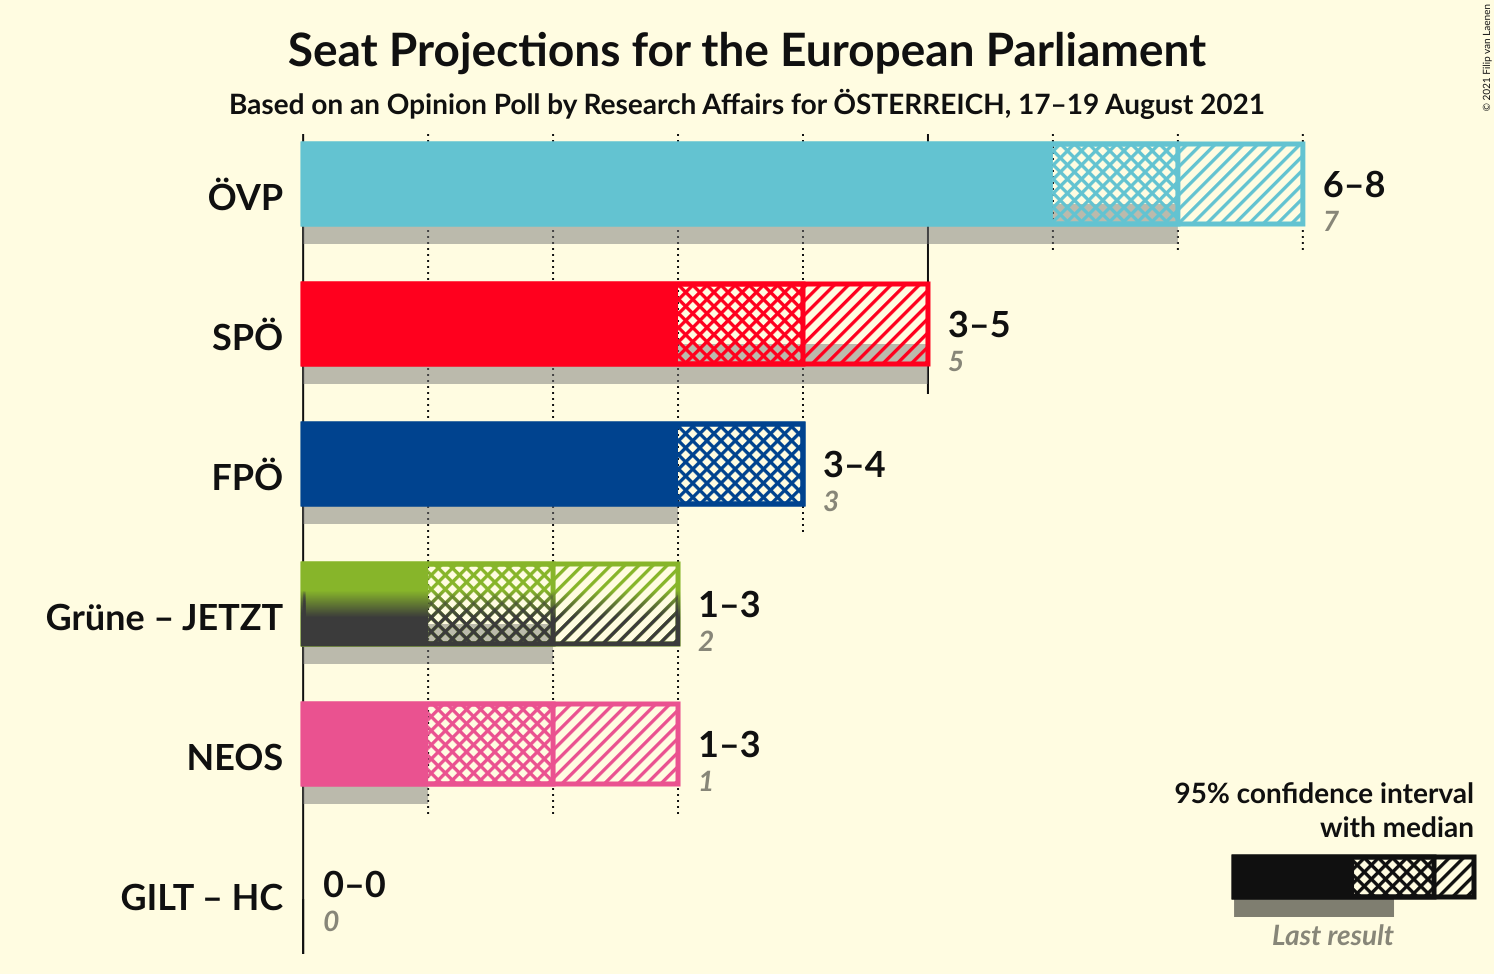 Seat Projections for the European Parliament
Based on an Opinion Poll by Research Affairs for ÖSTERREICH, 17–19 August 2021
© 2021 Filip van Laenen
ÖVP
6–8
7
SPÖ
3–5
5
FPÖ
3–4
3
Grüne – JETZT
1–3
2
NEOS
1–3
1
GILT – HC
0–0
0
95% confidence interval
with median
Last result